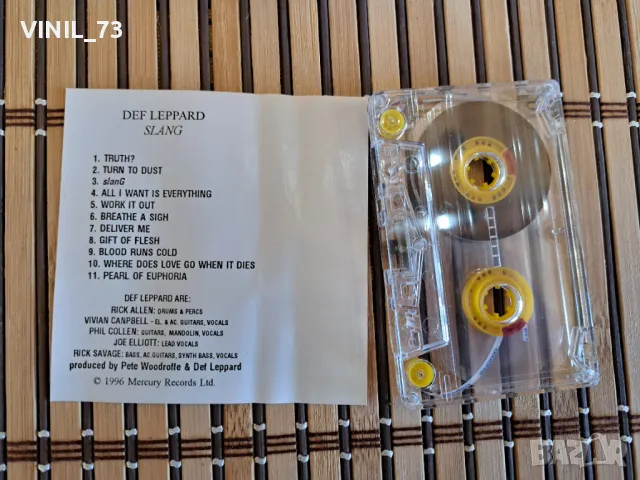 VINIL_73
DEF LEPPARD
SLANG
1. TRUTH?
2. TURN TO DUST
3. slanG
4. ALL I WANT IS EVERYTHING
5. WORK IT OUT
6. BREATHE A SIGH
7. DELIVER ME
8. GIFT OF FLESH
9. BLOOD RUNS COLD
10. WHERE DOES LOVE GO WHEN IT DIES
11. PEARL OF EUPHORIA
DEF LEPPARD ARE:
RICK ALLEN: DRUMS & PERCS
VIVIAN CANPBELL - EL. & AC. GUITARS, VOCALS
PHIL COLLEN: GUITARS, MANDOLIN, VOCALS
JOE ELLIOTT: LEAD VOCALS
RICK SAVAGE: BASS, AC.GUITARS, SYNTH BASS, VOCALS
produced by Pete Woodroffe & Def Leppard
© 1996 Mercury Records Ltd.
BAZAR